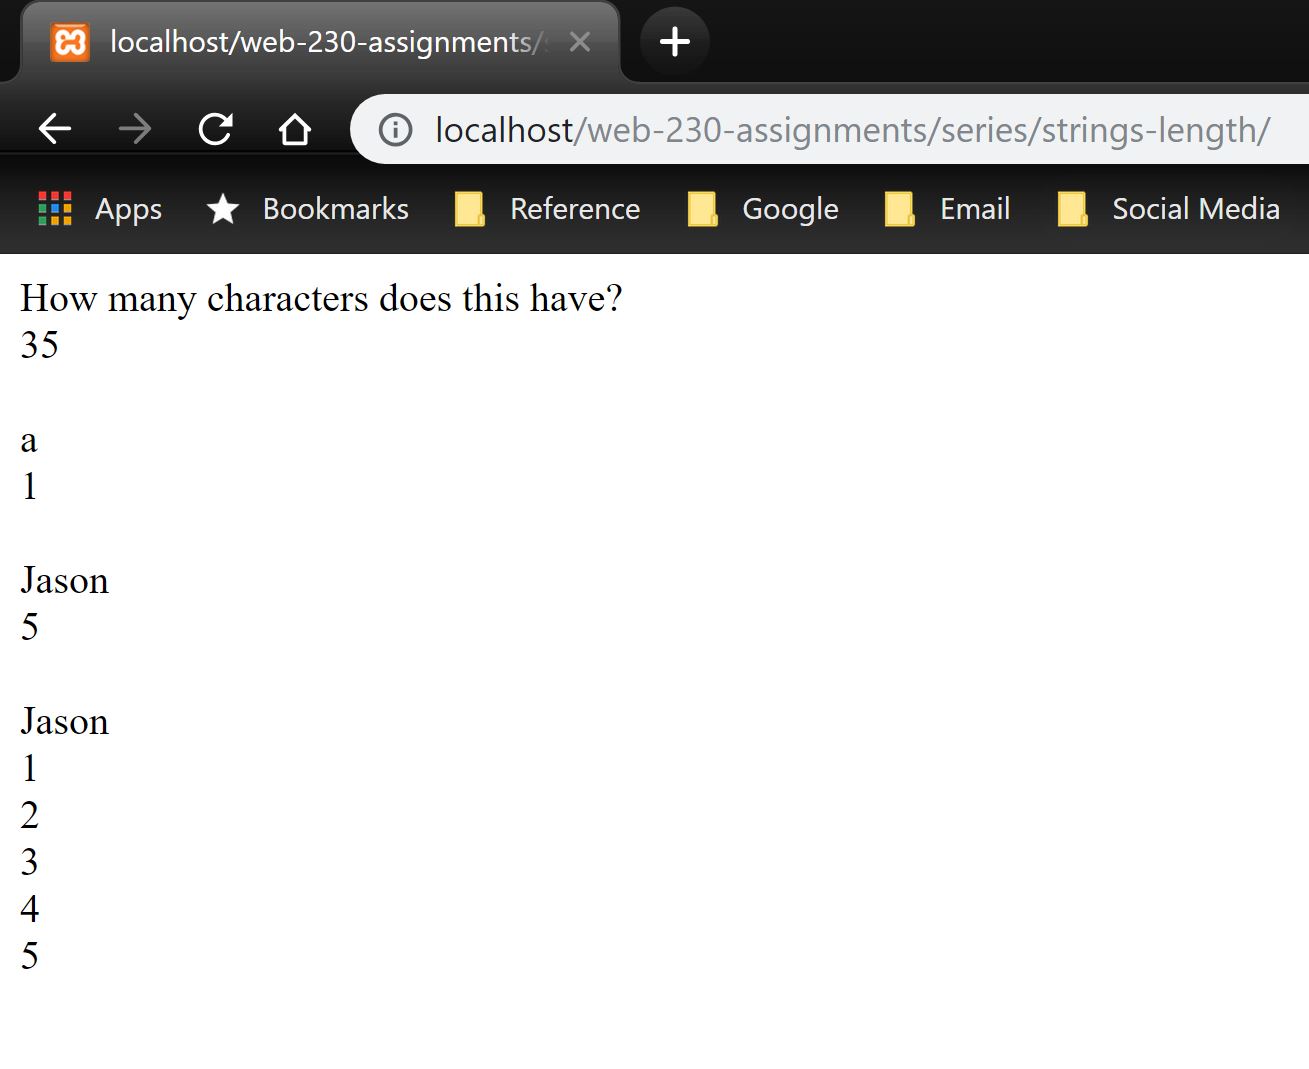 localhost/web-230-assignments/
localhost/web-230-assignments/series/strings-length/
Apps Bookmarks Reference Google Email Social Media
How many characters does this have?
35
a
1
Jason
5
Jason
1
2
3
4
5